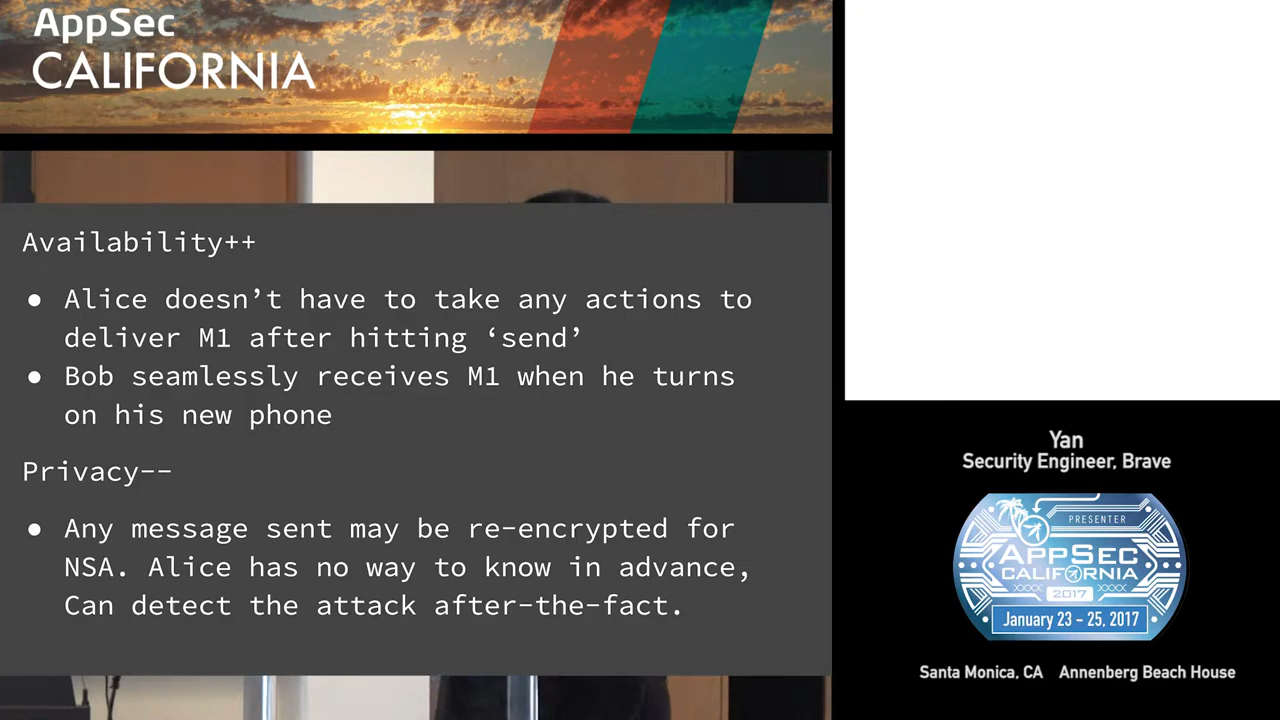 AppSec
CALIFORNIA
Availability++
● Alice doesn’t have to take any actions to
deliver M1 after hitting ‘send’
● Bob seamlessly receives M1 when he turns
on his new phone
Privacy--
● Any message sent may be re-encrypted for
NSA. Alice has no way to know in advance,
Can detect the attack after-the-fact.
Yan
Security Engineer, Brave
PRESENTER
APPSEC
CALIFORNIA
2017
January 23 - 25, 2017
Santa Monica, CA Annenberg Beach House